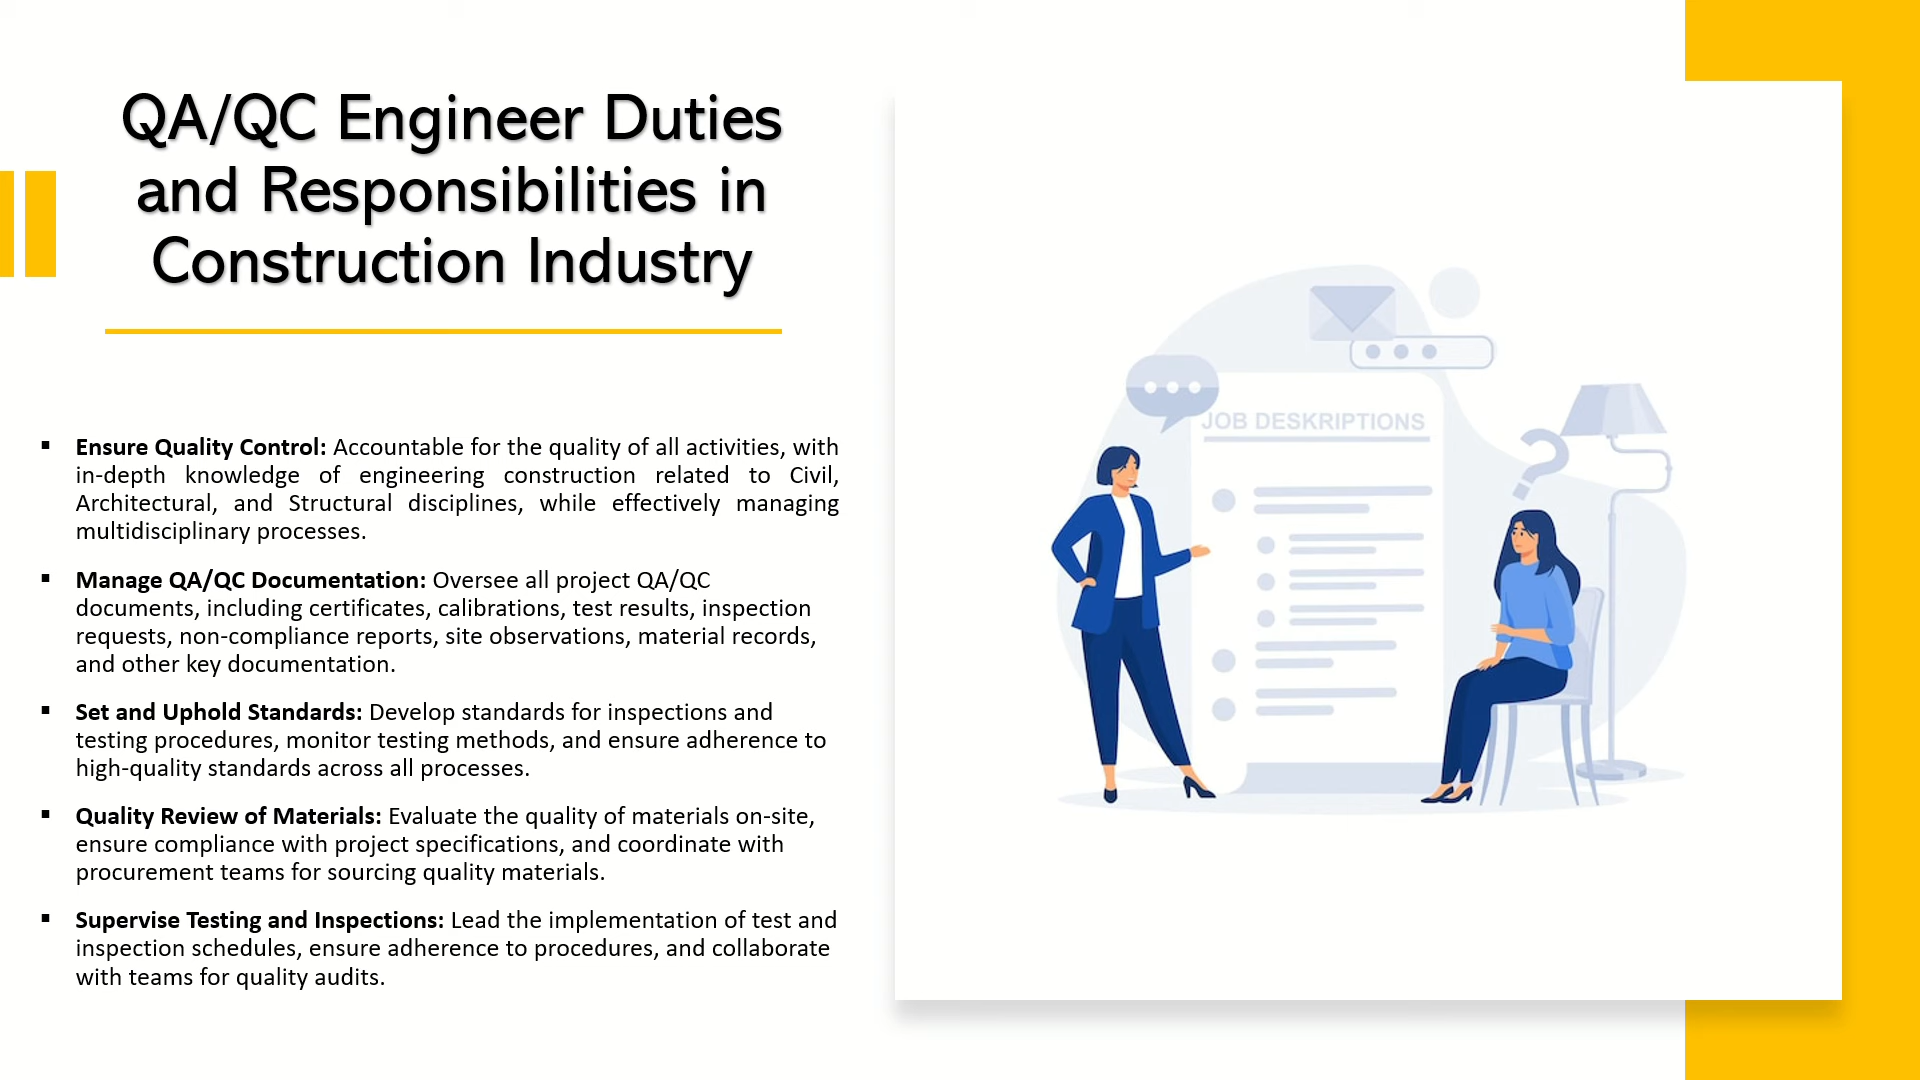 QA/QC Engineer Duties
and Responsibilities in
Construction Industry
▪ Ensure Quality Control: Accountable for the quality of all activities, with
in-depth knowledge of engineering construction related to Civil,
Architectural, and Structural disciplines, while effectively managing
multidisciplinary processes.
▪ Manage QA/QC Documentation: Oversee all project QA/QC
documents, including certificates, calibrations, test results, inspection
requests, non-compliance reports, site observations, material records,
and other key documentation.
▪ Set and Uphold Standards: Develop standards for inspections and
testing procedures, monitor testing methods, and ensure adherence to
high-quality standards across all processes.
▪ Quality Review of Materials: Evaluate the quality of materials on-site,
ensure compliance with project specifications, and coordinate with
procurement teams for sourcing quality materials.
▪ Supervise Testing and Inspections: Lead the implementation of test and
inspection schedules, ensure adherence to procedures, and collaborate
with teams for quality audits.
JOB DESKRIPTIONS
?